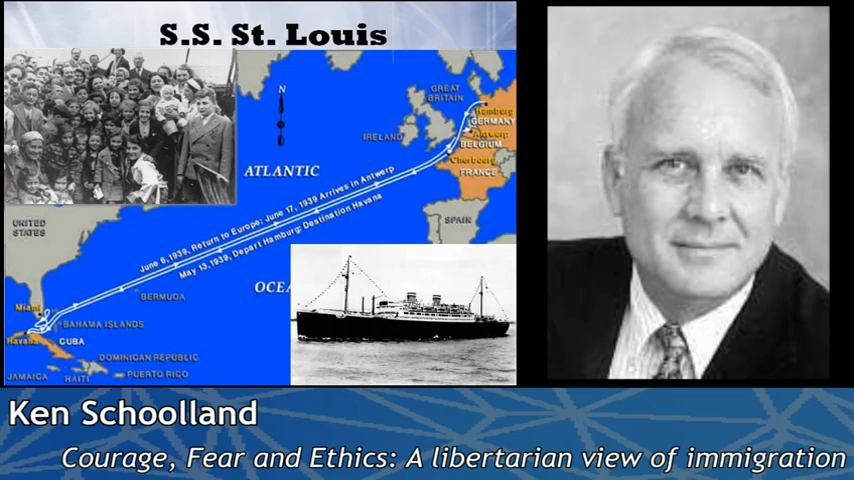 S.S. St. Louis
N
GREAT
BRITAIN
Hamburg
GERMANY
IRELAND
Antwerp
BELGIUM
Cherbourg
FRANCE
ATLANTIC
SPAIN
UNITED
STATES
June 6, 1939, Return to Europe: June 17, 1939 Arrives in Antwerp
May 13, 1939, Depart Hamburg: Destination Havana
OCEA
BERMUDA
Miami
BAHAMA ISLANDS
Havana
CUBA
DOMINICAN REPUBLIC
JAMAICA
HAITI
PUERTO RICO
Ken Schoolland
Courage, Fear and Ethics: A libertarian view of immigration